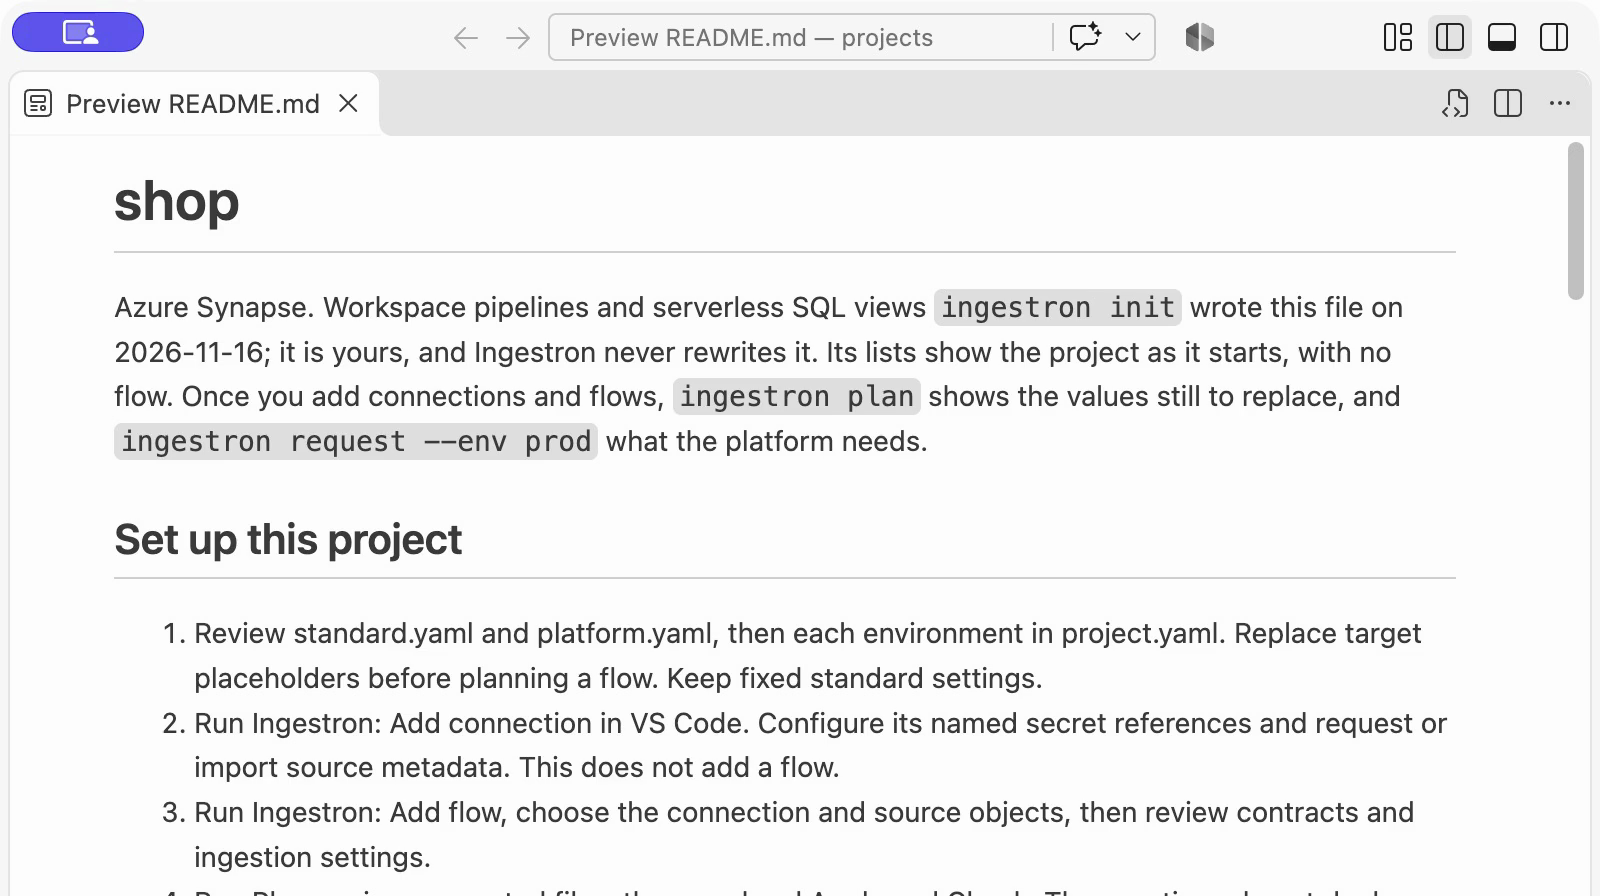 Preview README.md — projects
Preview README.md
shop
Azure Synapse. Workspace pipelines and serverless SQL views ingestron init wrote this file on
2026-11-16; it is yours, and Ingestron never rewrites it. Its lists show the project as it starts, with no
flow. Once you add connections and flows, ingestron plan shows the values still to replace, and
ingestron request --env prod what the platform needs.
Set up this project
1. Review standard.yaml and platform.yaml, then each environment in project.yaml. Replace target
placeholders before planning a flow. Keep fixed standard settings.
2. Run Ingestron: Add connection in VS Code. Configure its named secret references and request or
import source metadata. This does not add a flow.
3. Run Ingestron: Add flow, choose the connection and source objects, then review contracts and
ingestion settings.